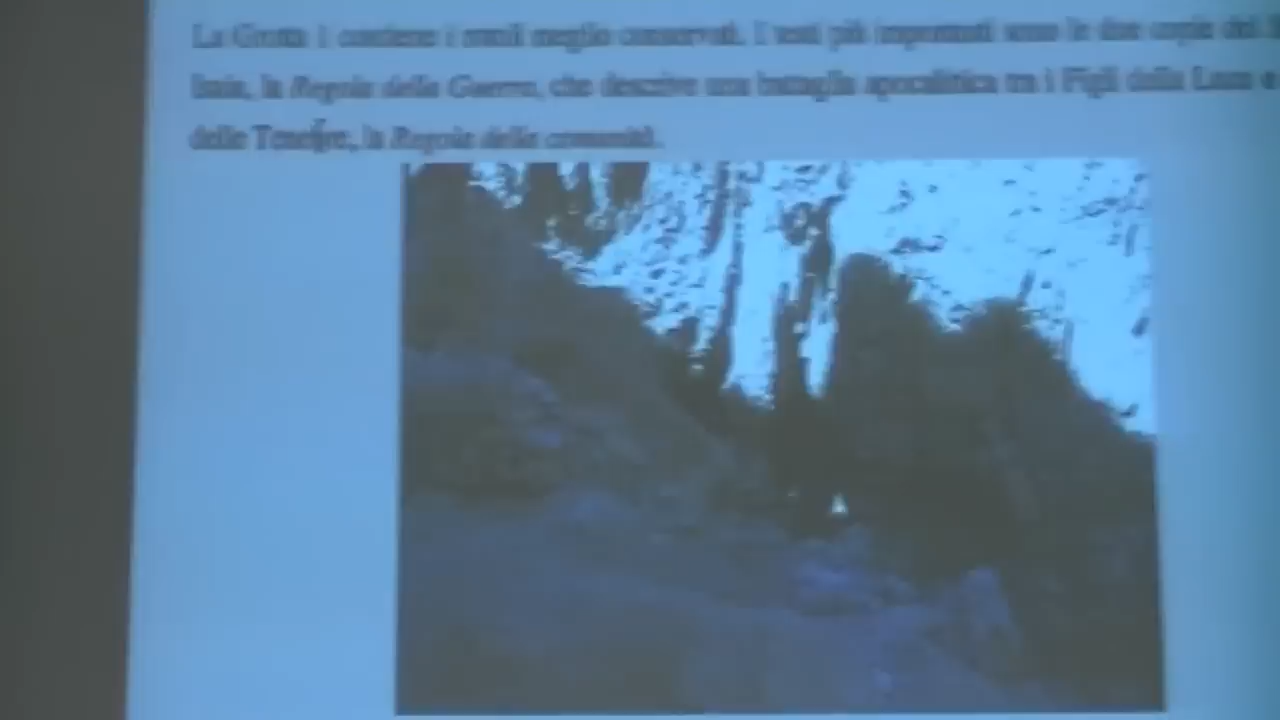 La Grotta 1 contiene i rotoli meglio conservati. I testi più importanti sono le due copie del
Isaia, la Regola della Guerra, che descrive una battaglia apocalittica tra i Figli della Luce e
delle Tenebre, la Regola della comunità.